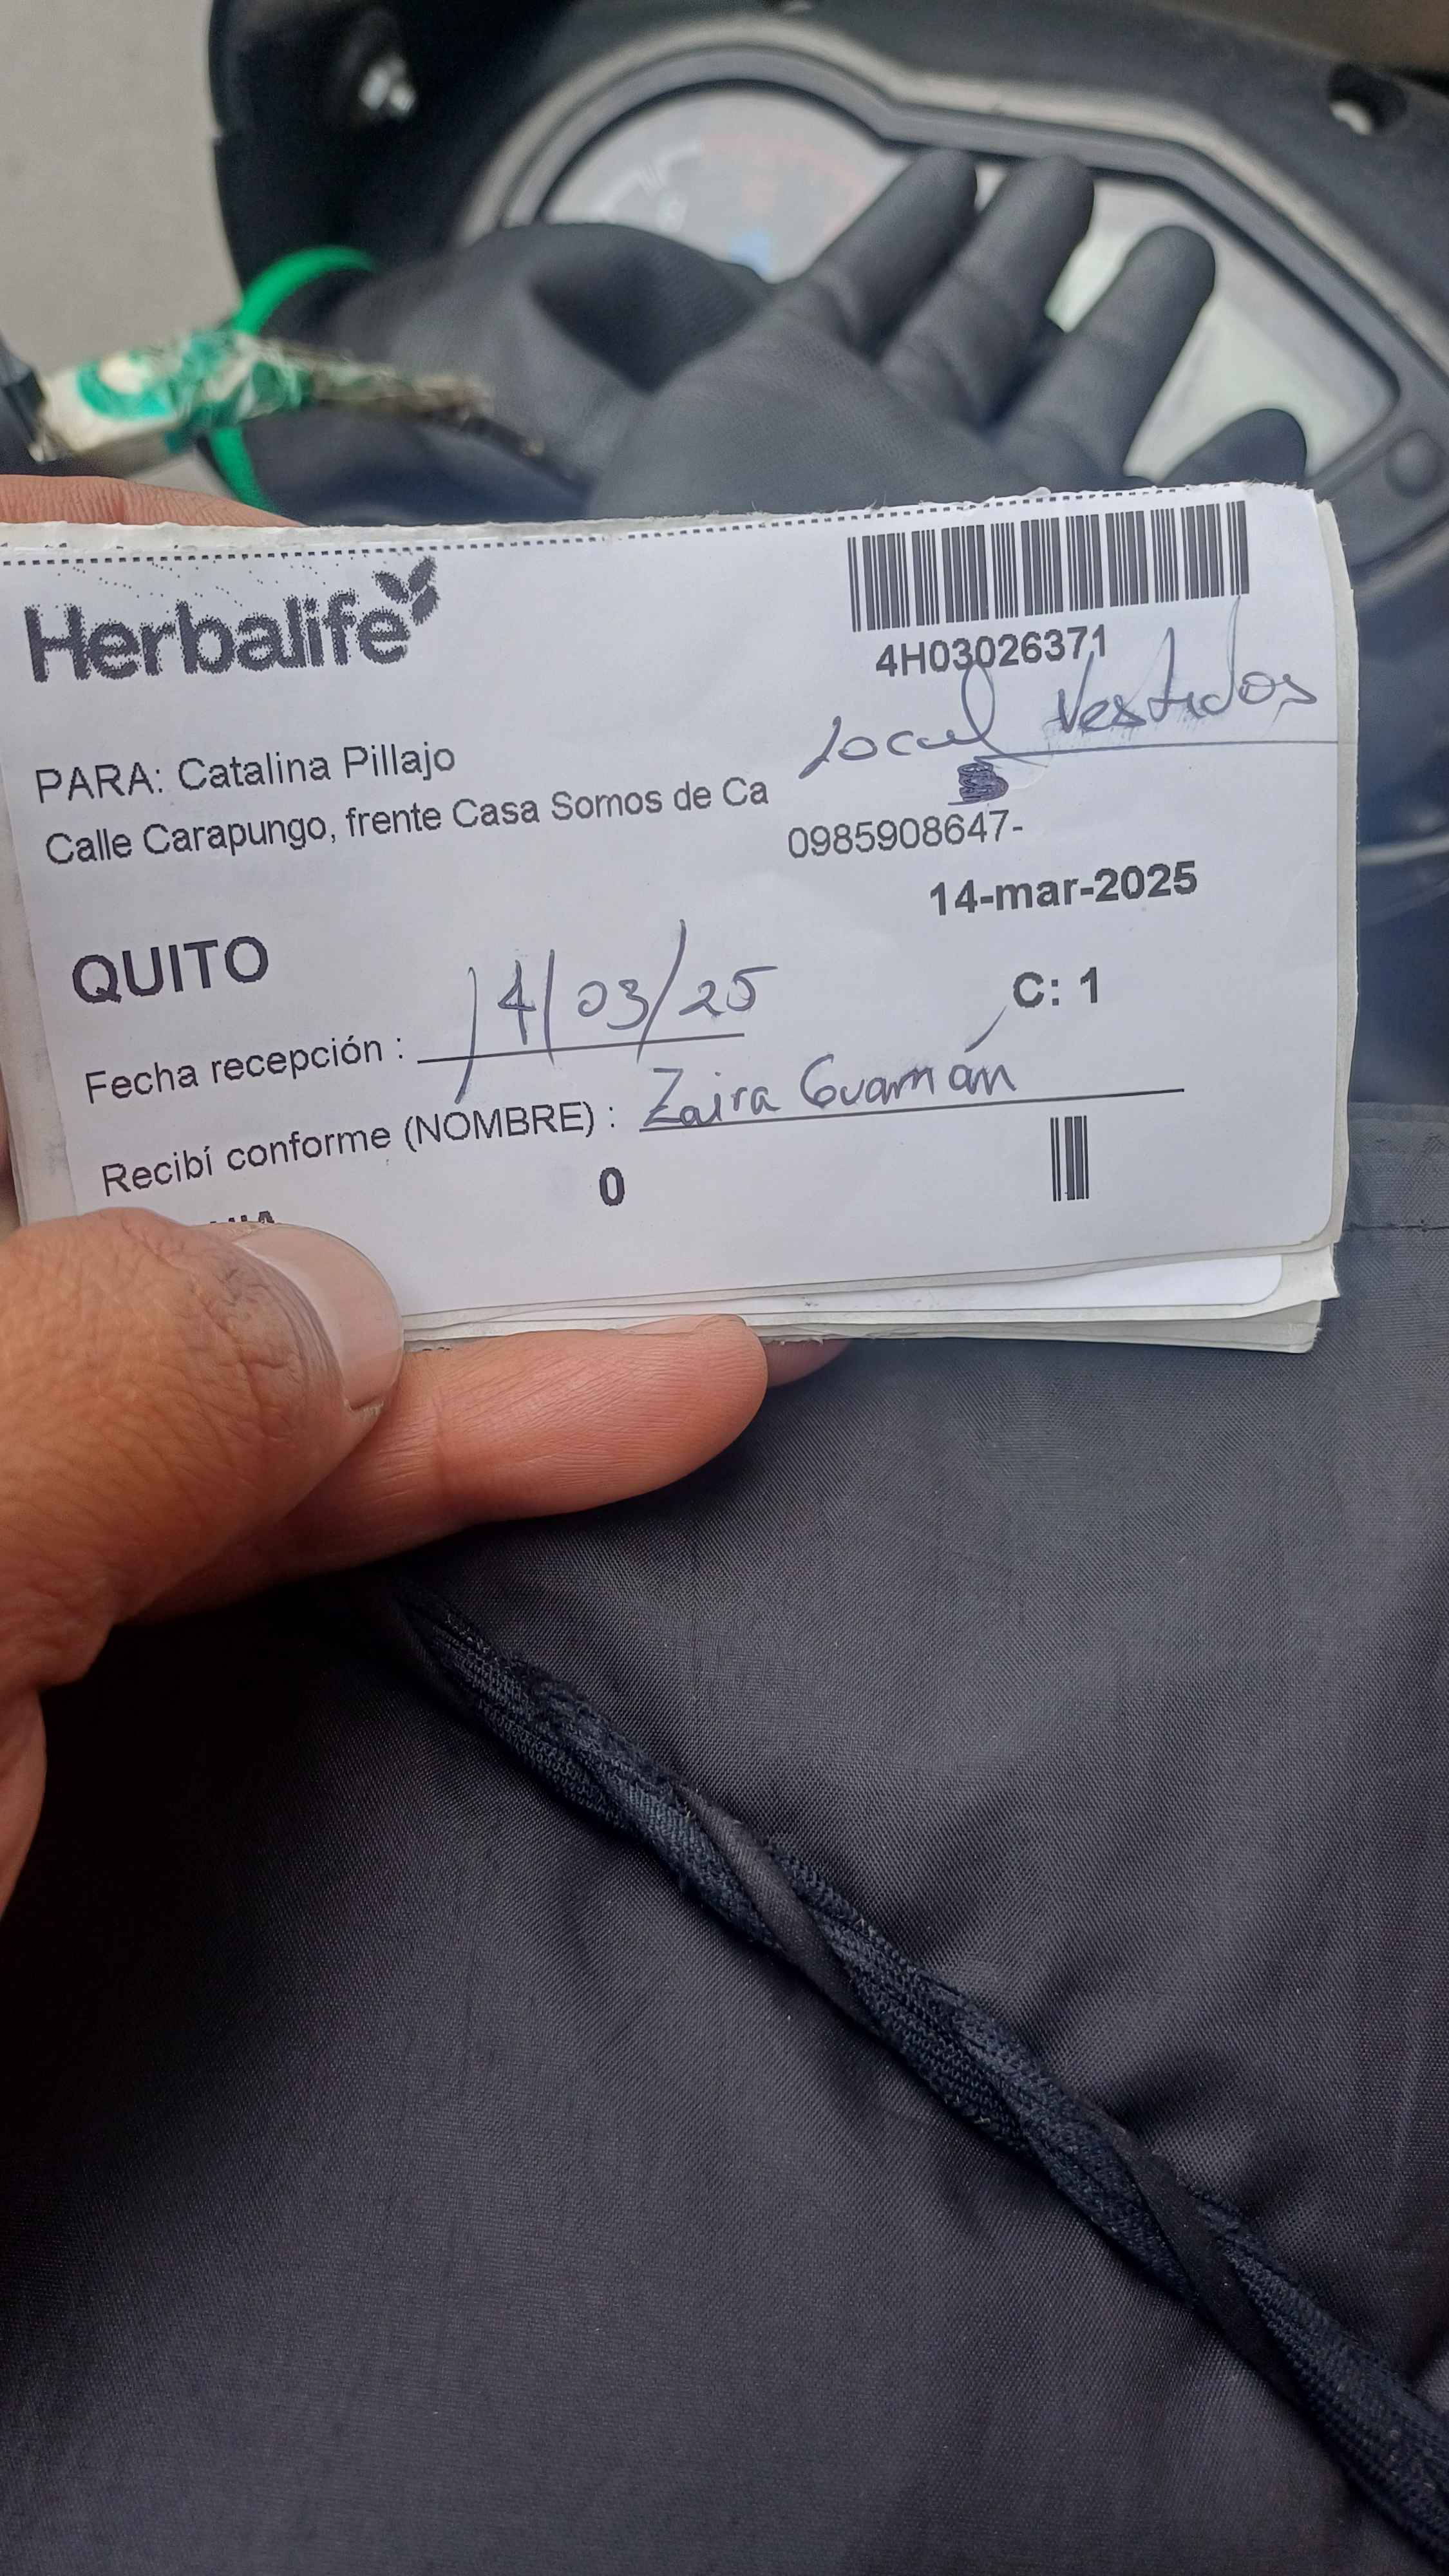 Herbalife
4H03026371
Local Vestidos
PARA: Catalina Pillajo
Calle Carapungo, frente Casa Somos de Ca
0985908647-
14-mar-2025
QUITO
C: 1
Fecha recepción : 14/03/25
Recibí conforme (NOMBRE) : Zaira Guamán
0